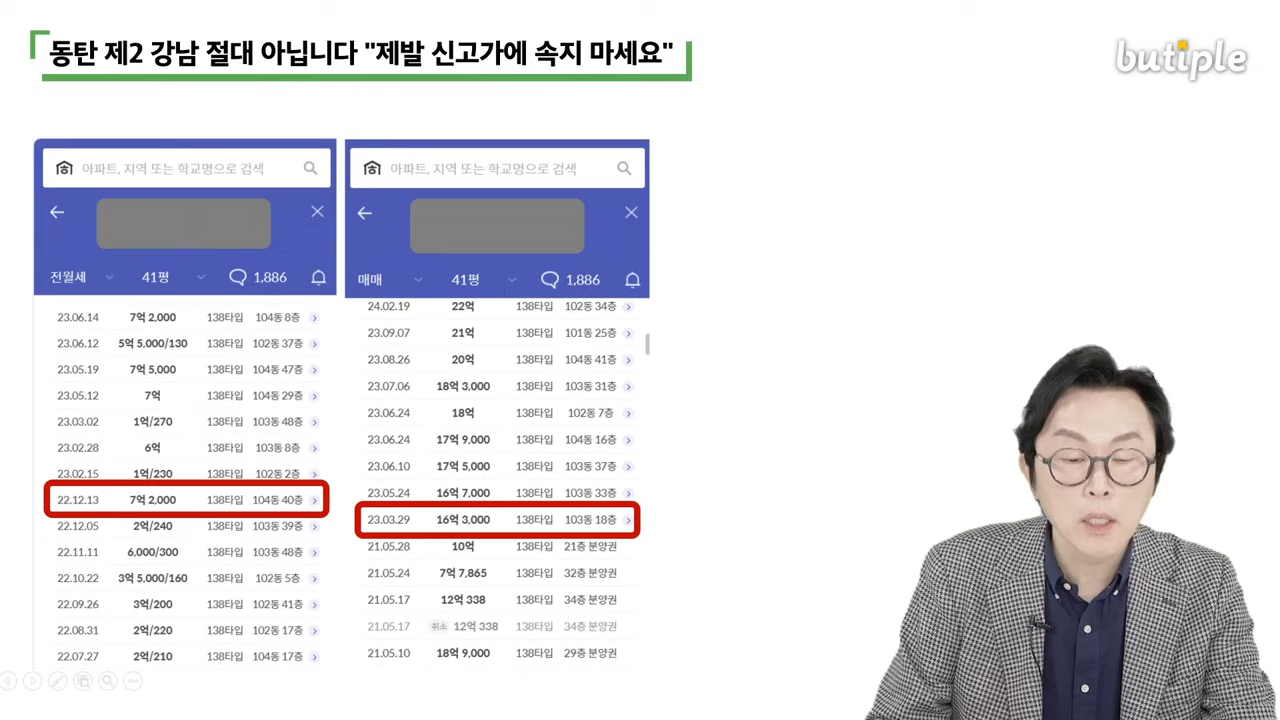 동탄 제2 강남 절대 아닙니다 "제발 신고가에 속지 마세요"
butiple
아파트, 지역 또는 학교명으로 검색
전월세 41평 1,886
23.06.14 7억 2,000 138타입 104동 8층
23.06.12 5억 5,000/130 138타입 102동 37층
23.05.19 7억 5,000 138타입 104동 47층
23.05.12 7억 138타입 104동 29층
23.03.02 1억/270 138타입 103동 48층
23.02.28 6억 138타입 103동 8층
23.02.15 1억/230 138타입 102동 2층
22.12.13 7억 2,000 138타입 104동 40층
22.12.05 2억/240 138타입 103동 39층
22.11.11 6,000/300 138타입 103동 48층
22.10.22 3억 5,000/160 138타입 102동 5층
22.09.26 3억/200 138타입 102동 41층
22.08.31 2억/220 138타입 102동 17층
22.07.27 2억/210 138타입 104동 17층
아파트, 지역 또는 학교명으로 검색
매매 41평 1,886
24.02.19 22억 138타입 102동 34층
23.09.07 21억 138타입 101동 25층
23.08.26 20억 138타입 104동 41층
23.07.06 18억 3,000 138타입 103동 31층
23.06.24 18억 138타입 102동 7층
23.06.24 17억 9,000 138타입 104동 16층
23.06.10 17억 5,000 138타입 103동 37층
23.05.24 16억 7,000 138타입 103동 33층
23.03.29 16억 3,000 138타입 103동 18층
21.05.28 10억 138타입 21층 분양권
21.05.24 7억 7,865 138타입 32층 분양권
21.05.17 12억 338 138타입 34층 분양권
21.05.17 취소 12억 338 138타입 34층 분양권
21.05.10 18억 9,000 138타입 29층 분양권